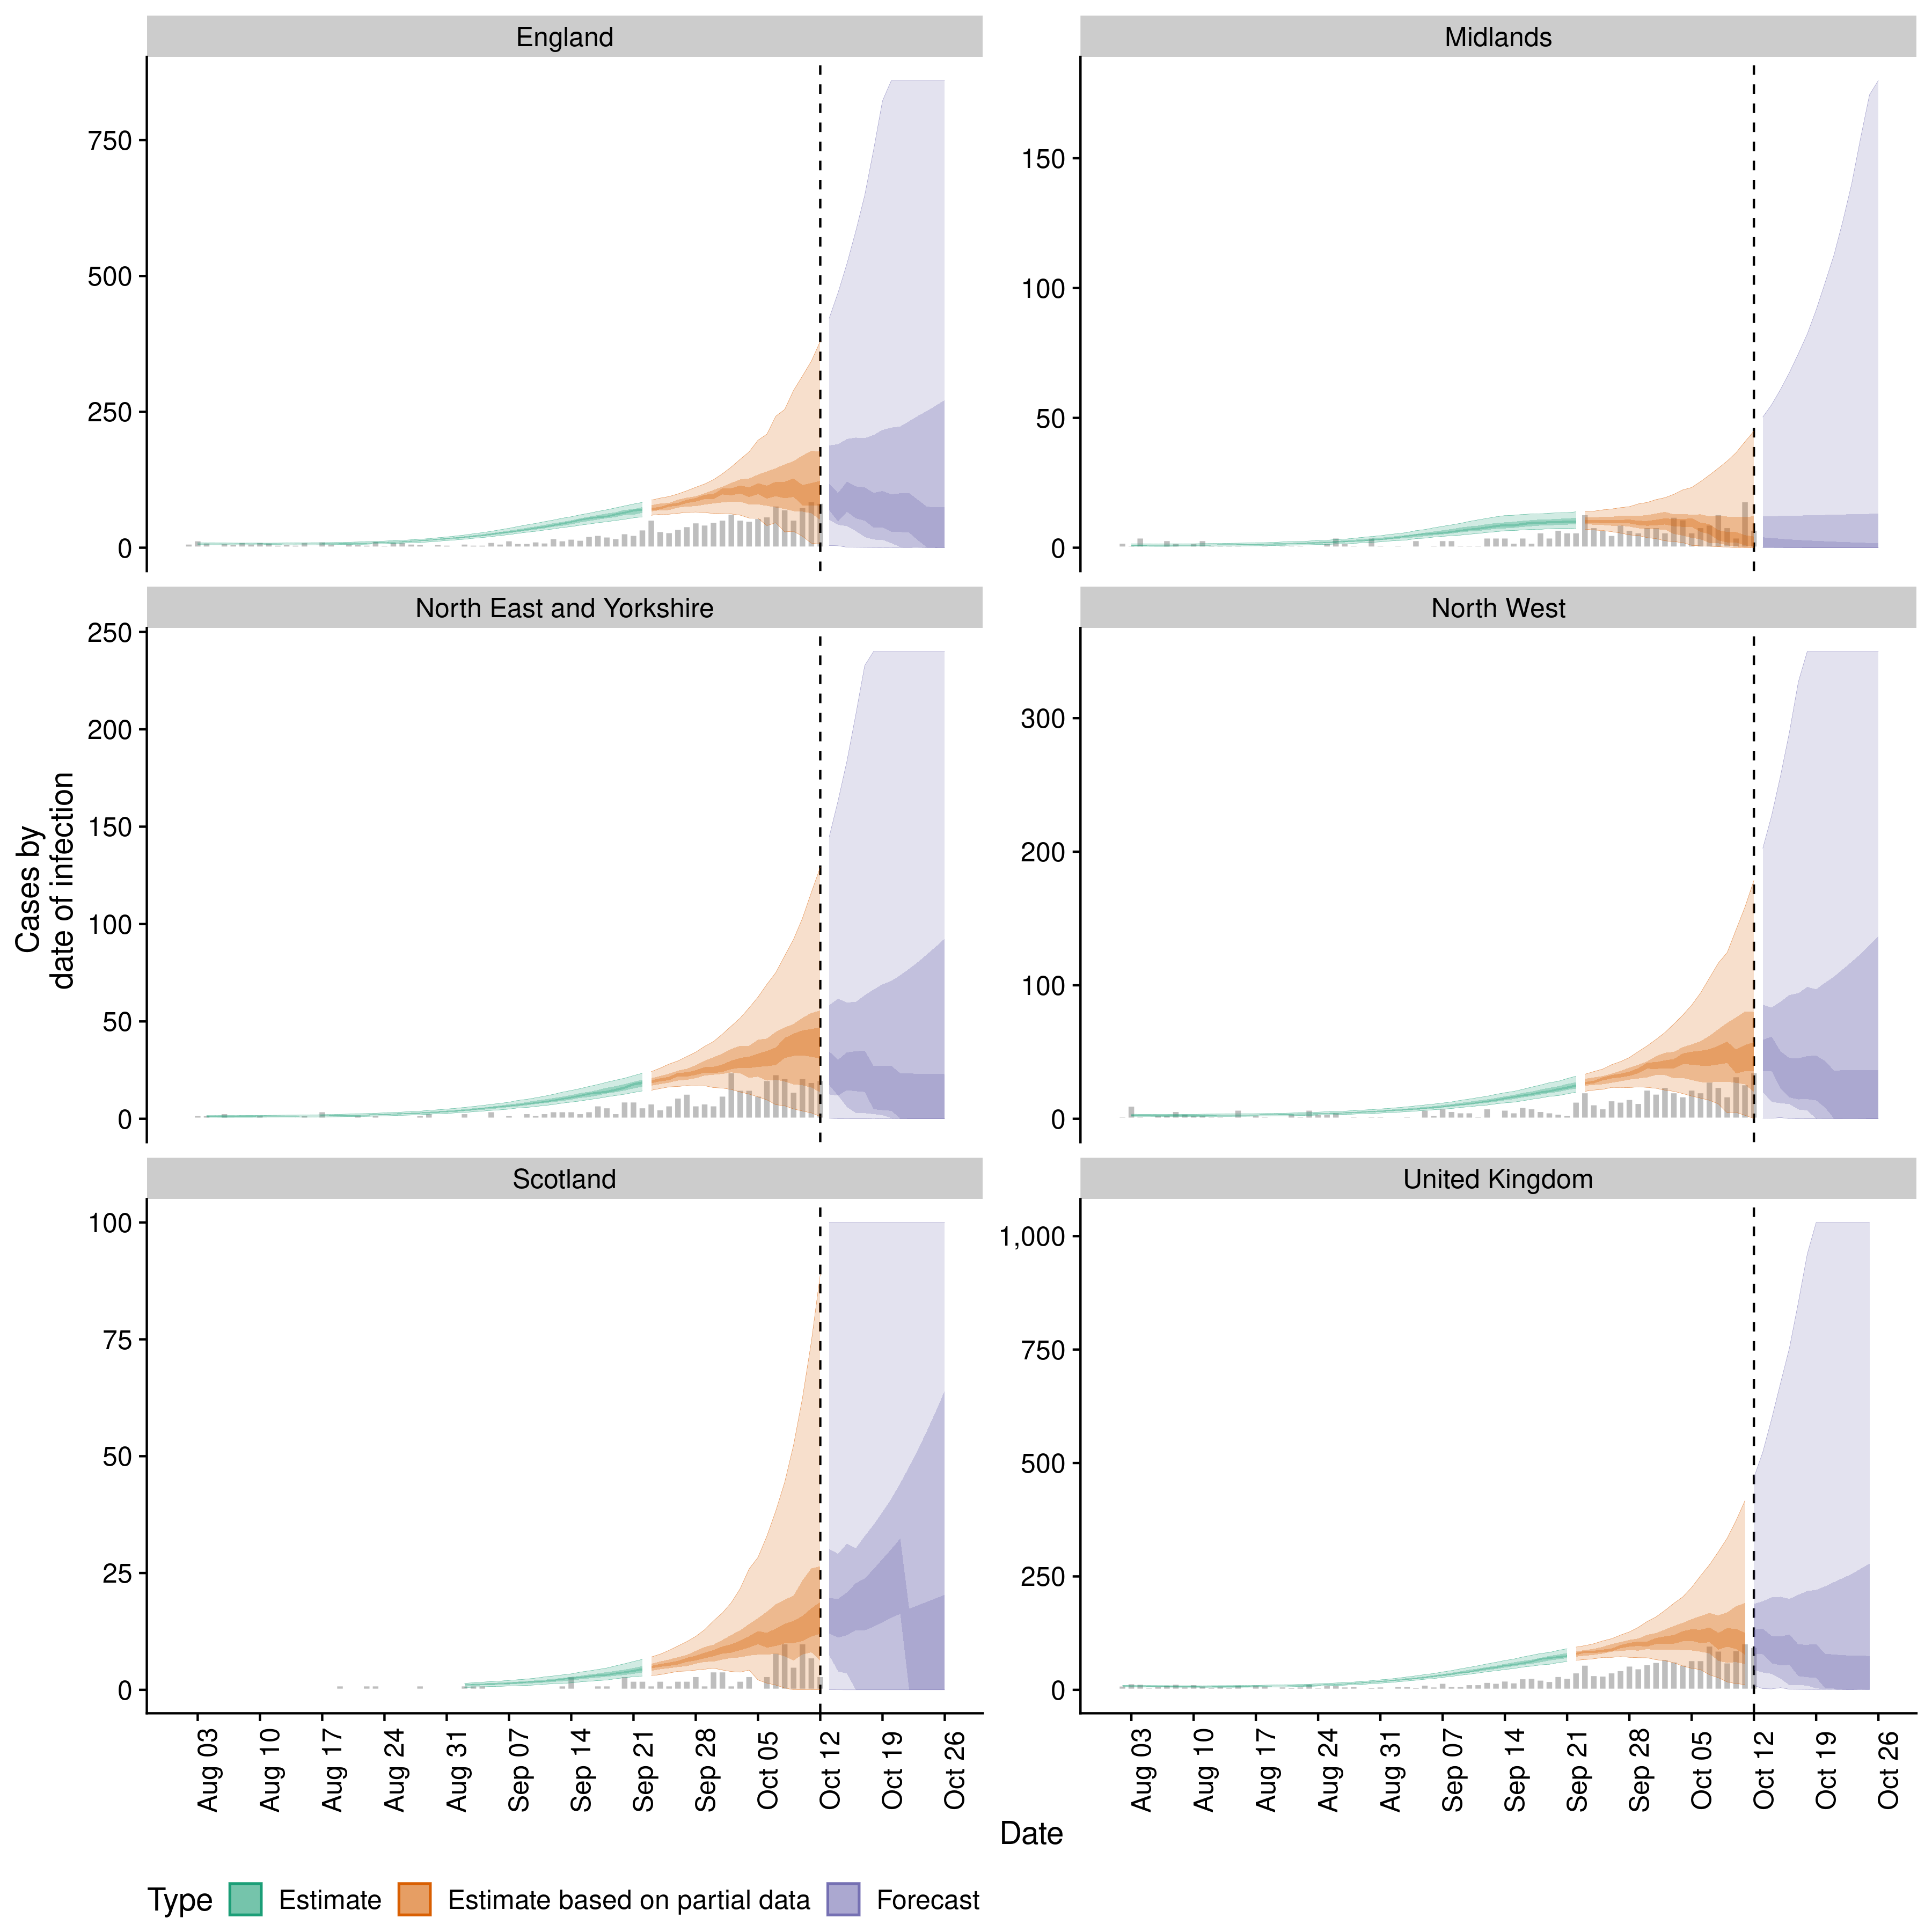 England
Midlands
750
500
250
0
150
100
50
0
North East and Yorkshire
North West
250
200
150
100
50
0
300
200
100
0
Cases by
date of infection
Scotland
United Kingdom
100
75
50
25
0
1,000
750
500
250
0
Aug 03
Aug 10
Aug 17
Aug 24
Aug 31
Sep 07
Sep 14
Sep 21
Sep 28
Oct 05
Oct 12
Oct 19
Oct 26
Aug 03
Aug 10
Aug 17
Aug 24
Aug 31
Sep 07
Sep 14
Sep 21
Sep 28
Oct 05
Oct 12
Oct 19
Oct 26
Date
Type Estimate Estimate based on partial data Forecast